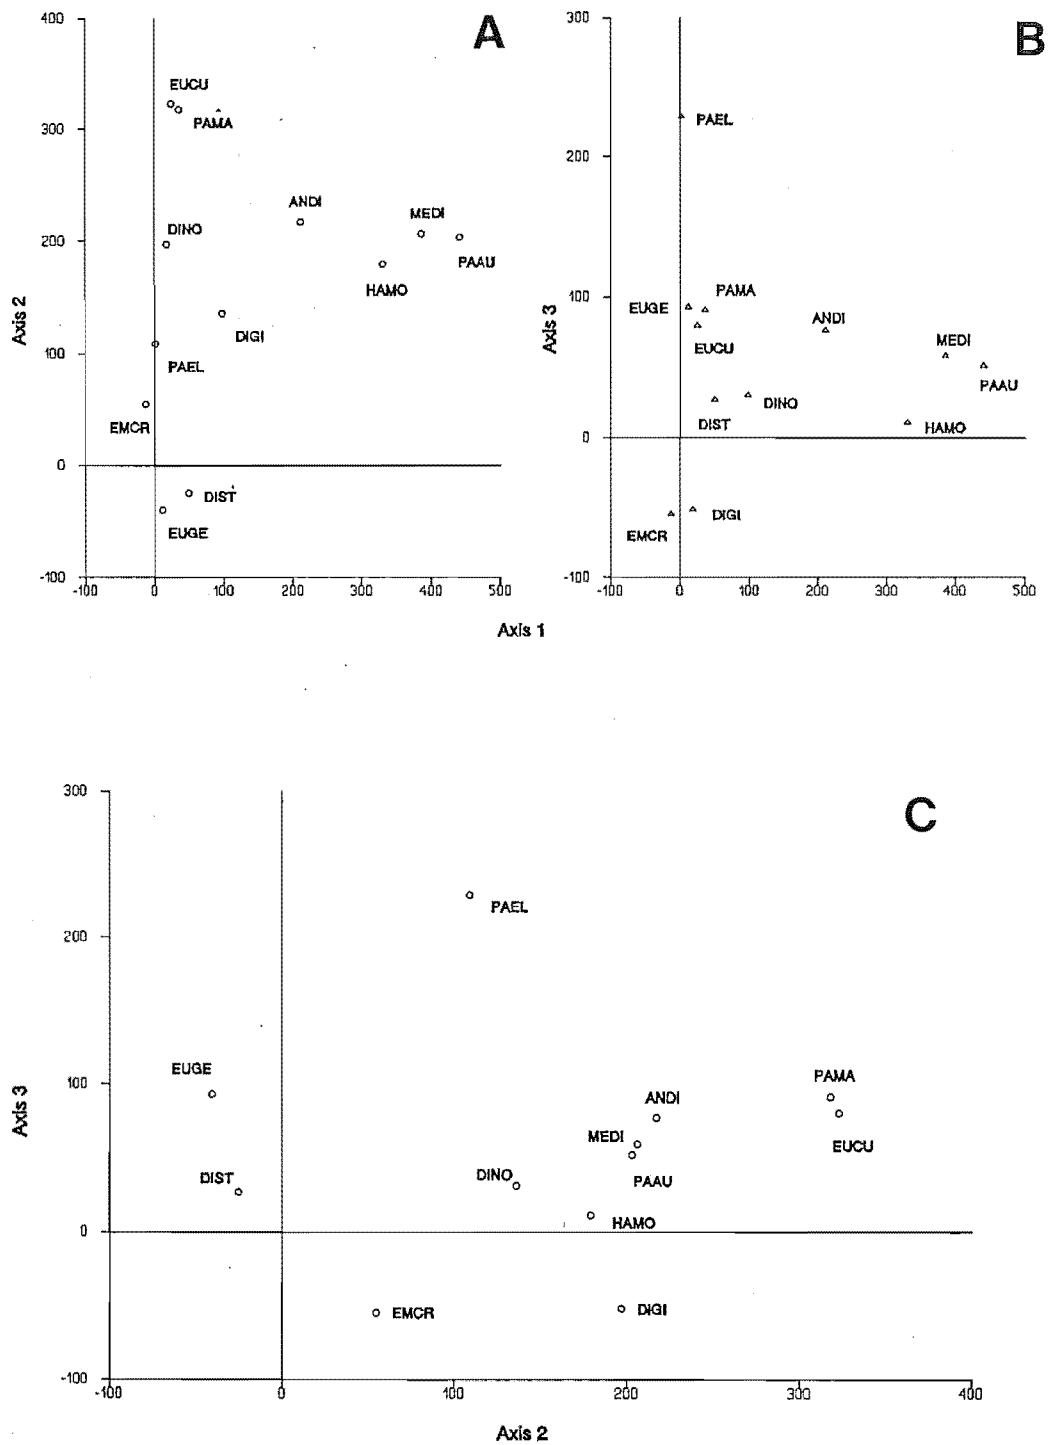 A
400
EUCU
PAMA
300
ANDI
MEDI
DINO
200
PAAU
HAMO
DIGI
Axis 2
100
PAEL
EMCR
0
DIST
EUGE
-100
-100 0 100 200 300 400 500
B
300
PAEL
200
PAMA
100
EUGE
ANDI
Axis 3
EUCU
MEDI
PAAU
DINO
DIST
HAMO
0
DIGI
EMCR
-100
-100 0 100 200 300 400 500
Axis 1
C
300
PAEL
200
EUGE
PAMA
100
ANDI
Axis 3
MEDI
EUCU
DIST
DINO
PAAU
HAMO
0
EMCR
DIGI
-100
-100 0 100 200 300 400
Axis 2